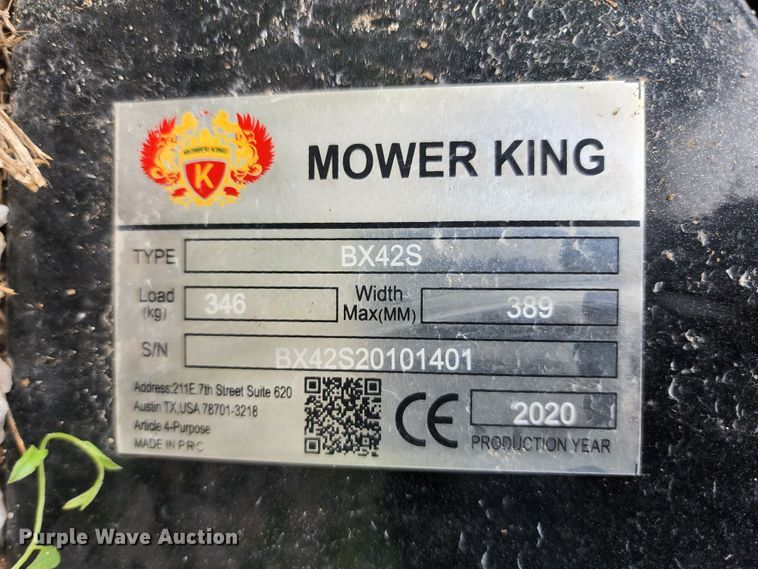 MOWER KING
K
MOWER KING
TYPE BX42S
Load (kg) 346 Width Max(MM) 389
S/N BX42S20101401
Address:211E.7th Street Suite 620
Austin TX,USA 78701-3218
Article 4-Purpose
MADE IN P.R.C
CE
2020
PRODUCTION YEAR
Purple Wave Auction